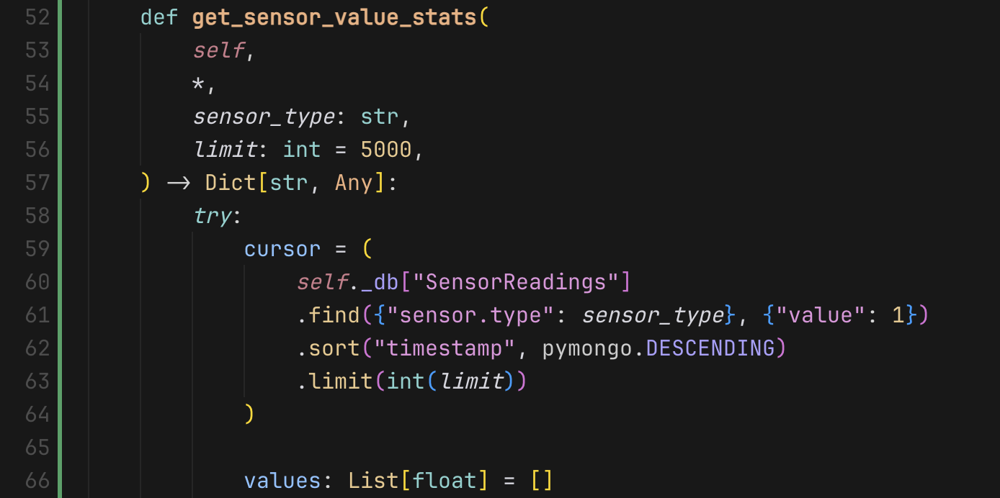 52 def get_sensor_value_stats(
53 self,
54 *,
55 sensor_type: str,
56 limit: int = 5000,
57 ) -> Dict[str, Any]:
58 try:
59 cursor = (
60 self._db["SensorReadings"]
61 .find({"sensor.type": sensor_type}, {"value": 1})
62 .sort("timestamp", pymongo.DESCENDING)
63 .limit(int(limit))
64 )
65
66 values: List[float] = []